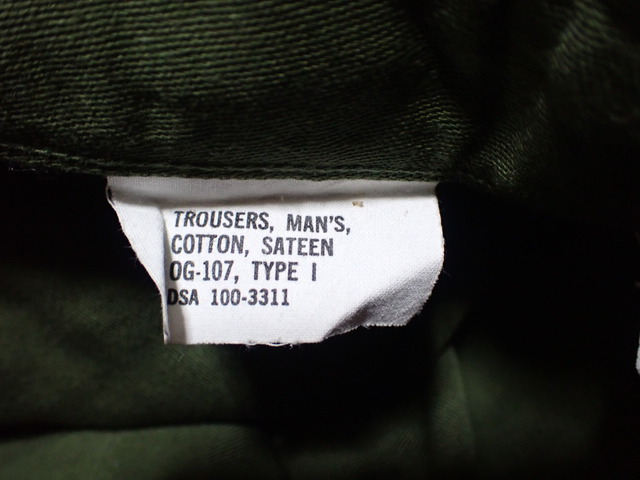 TROUSERS, MAN'S,
COTTON, SATEEN
OG-107, TYPE I
DSA 100-3311